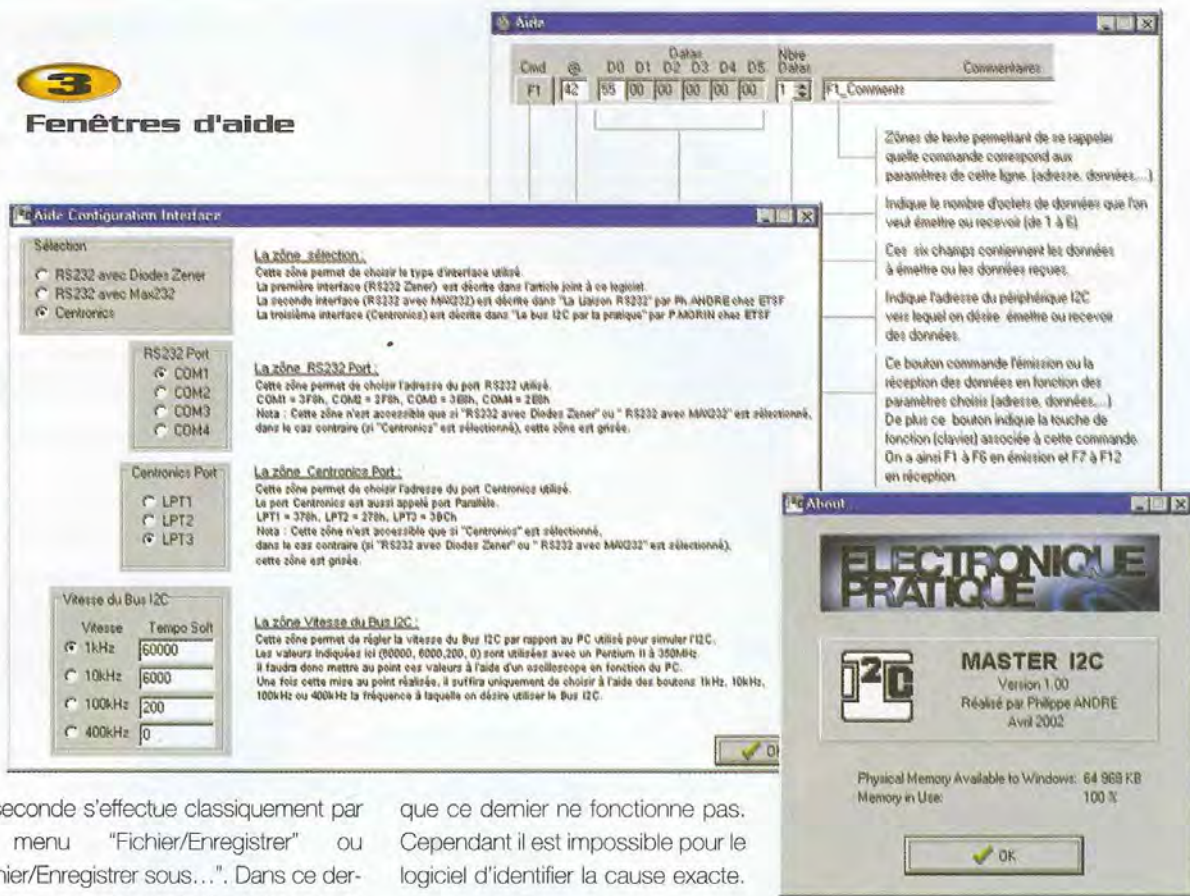 3
Fenêtres d'aide
Aide
Datas
Nbre
Cmd @ D0 D1 D2 D3 D4 D5 Datas Commentaires
F1 42 55 00 00 00 00 00 1 F1_Comments
Zônes de texte permettant de se rappeler
quelle commande correspond aux
paramètres de cette ligne. (adresse, données,...)
Indique le nombre d'octets de données que l'on
veut émettre ou recevoir (de 1 à 6)
Ces six champs contiennent les données
à émettre ou les données reçues.
Indique l'adresse du périphérique I2C
vers lequel on désire émettre ou recevoir
des données.
Ce bouton commande l'émission ou la
réception des données en fonction des
paramètres choisis (adresse, données,...)
De plus ce bouton indique la touche de
fonction (clavier) associée à cette commande.
On a ainsi F1 à F6 en émission et F7 à F12
en réception
Aide Configuration Interface
Sélection
RS232 avec Diodes Zener
RS232 avec Max232
Centronics
La zône sélection :
Cette zône permet de choisir le type d'interface utilisé.
La première interface (RS232 Zener) est décrite dans l'article joint à ce logiciel.
La seconde interface (RS232 avec MAX232) est décrite dans "La Liaison RS232" par Ph. ANDRE chez ETSF
La troisième interface (Centronics) est décrite dans "Le bus I2C par la pratique" par P.MORIN chez ETSF
RS232 Port
COM1
COM2
COM3
COM4
La zône RS232 Port :
Cette zône permet de choisir l'adresse du port RS232 utilisé.
COM1 = 3F8h, COM2 = 2F8h, COM3 = 3E8h, COM4 = 2E8h
Nota : Cette zône n'est accessible que si "RS232 avec Diodes Zener" ou " RS232 avec MAX232" est sélectionné,
dans le cas contraire (si "Centronics" est sélectionné), cette zône est grisée.
Centronics Port
LPT1
LPT2
LPT3
La zône Centronics Port :
Cette zône permet de choisir l'adresse du port Centronics utilisé.
Le port Centronics est aussi appelé port Parallèle.
LPT1 = 378h, LPT2 = 278h, LPT3 = 3BCh
Nota : Cette zône n'est accessible que si "Centronics" est sélectionné,
dans le cas contraire (si "RS232 avec Diodes Zener" ou " RS232 avec MAX232" est sélectionné),
cette zône est grisée.
Vitesse du Bus I2C
Vitesse Tempo Soft
1kHz 60000
10kHz 6000
100kHz 200
400kHz 0
La zône Vitesse du Bus I2C :
Cette zône permet de régler la vitesse du Bus I2C par rapport au PC utilisé pour simuler l'I2C.
Les valeurs indiquées ici (60000, 6000,200, 0) sont utilisées avec un Pentium II à 350MHz
Il faudra donc mettre au point ces valeurs à l'aide d'un oscilloscope en fonction du PC.
Une fois cette mise au point réalisée, il suffira uniquement de choisir à l'aide des boutons 1kHz, 10kHz,
100kHz ou 400kHz la fréquence à laquelle on désire utiliser le Bus I2C.
About...
ELECTRONIQUE
PRATIQUE
I2C
MASTER I2C
Version 1.00
Réalisé par Philippe ANDRE
Avril 2002
Physical Memory Available to Windows: 64 968 KB
Memory in Use: 100 %
OK
seconde s'effectue classiquement par
menu "Fichier/Enregistrer" ou
hier/Enregistrer sous…". Dans ce der-
que ce dernier ne fonctionne pas.
Cependant il est impossible pour le
logiciel d'identifier la cause exacte.